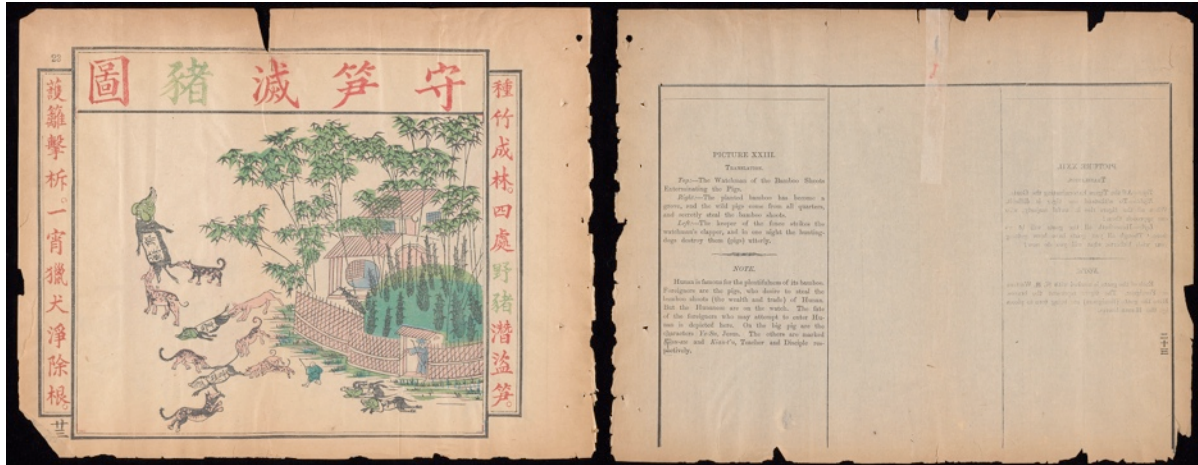 23
守笋滅豬圖
種竹成林。四處野豬潛盜笋。
護籬擊柝。一宵獵犬淨除根。
廿三
PICTURE XXIII.
Translation.
Top:—The Watchman of the Bamboo Shoots
Exterminating the Pigs.
Right:—The planted bamboo has become a
grove, and the wild pigs come from all quarters,
and secretly steal the bamboo shoots.
Left:—The keeper of the fence strikes the
watchman's clapper, and in one night the hunting-
dogs destroy them (pigs) utterly.
NOTE.
Hunan is famous for the plentifulness of its bamboo.
Foreigners are the pigs, who desire to steal the
bamboo shoots (the wealth and trade) of Hunan.
But the Hunanese are on the watch. The fate
of the foreigners who may attempt to enter Hu-
nan is depicted here. On the big pig are the
characters Ye-Su, Jesus. The others are marked
and Teacher and Disciple res-
pectively.
二十三
PICTURE XXII.
Translation.
NOTE.